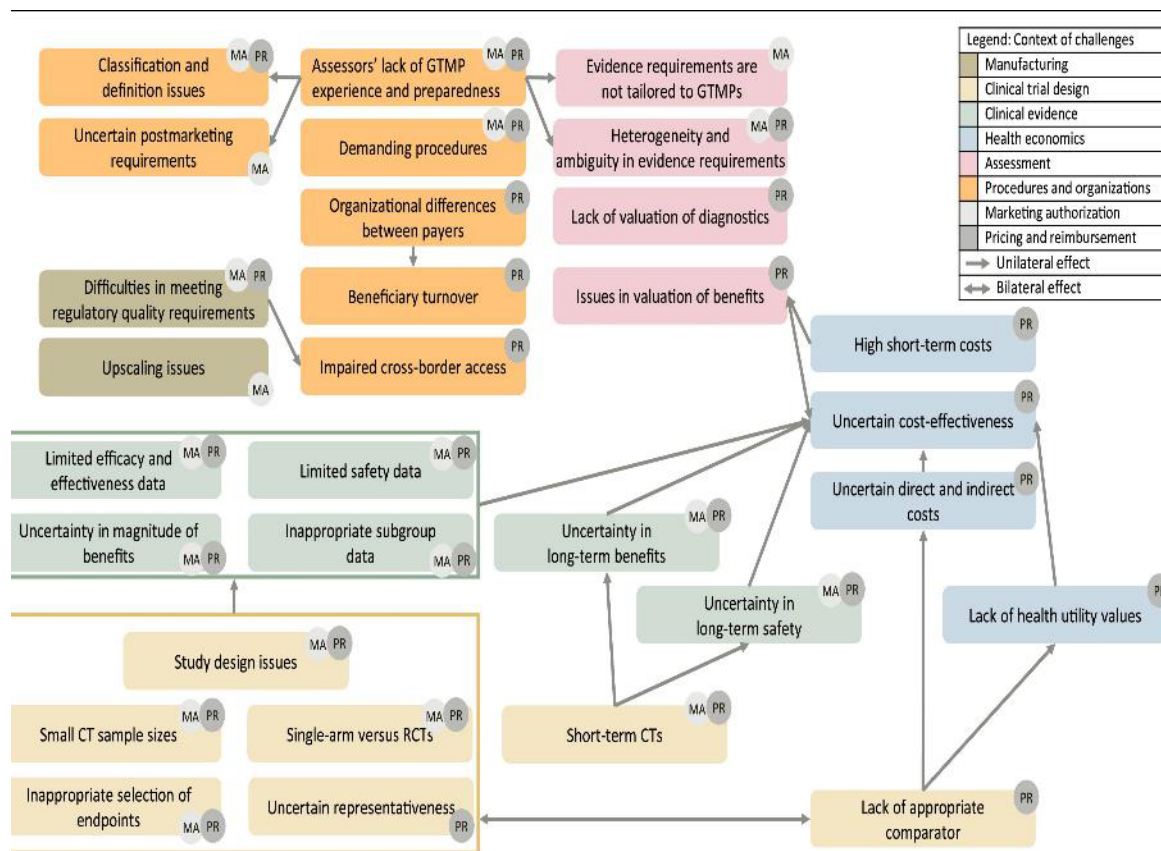 Legend: Context of challenges
Manufacturing
Clinical trial design
Clinical evidence
Health economics
Assessment
Procedures and organizations
Marketing authorization
Pricing and reimbursement
Unilateral effect
Bilateral effect
MA PR
Classification and
definition issues
MA PR
Assessors' lack of GTMP
experience and preparedness
MA
Evidence requirements are
not tailored to GTMPs
Uncertain postmarketing
requirements
MA
MA PR
Demanding procedures
MA PR
Heterogeneity and
ambiguity in evidence requirements
PR
Organizational differences
between payers
PR
Lack of valuation of diagnostics
MA PR
Difficulties in meeting
regulatory quality requirements
PR
Beneficiary turnover
PR
Issues in valuation of benefits
Upscaling issues
MA
PR
Impaired cross-border access
PR
High short-term costs
PR
Uncertain cost-effectiveness
MA PR
Limited efficacy and
effectiveness data
MA PR
Limited safety data
PR
Uncertain direct and indirect
costs
Uncertainty in magnitude of
benefits
MA PR
Inappropriate subgroup
data
MA PR
MA PR
Uncertainty in
long-term benefits
MA PR
Uncertainty in
long-term safety
Lack of health utility values
MA PR
Study design issues
MA PR
Small CT sample sizes
MA PR
Single-arm versus RCTs
MA PR
Short-term CTs
Inappropriate selection of
endpoints
MA PR
Uncertain representativeness
PR
PR
Lack of appropriate
comparator